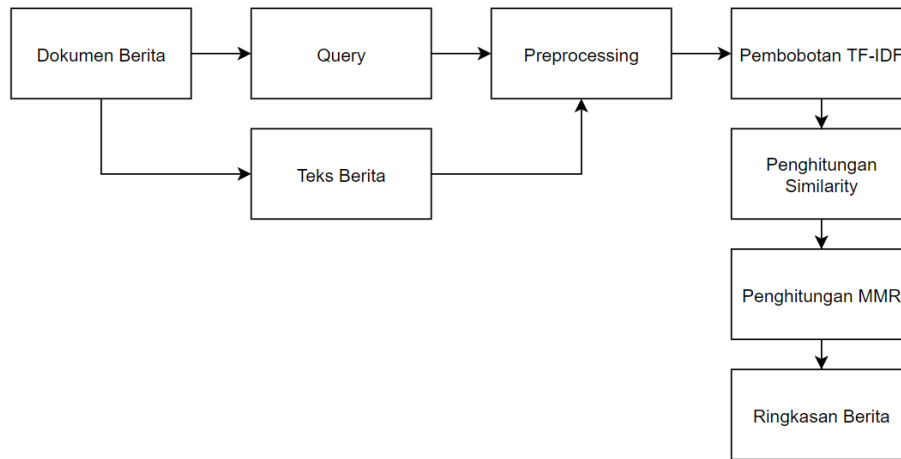 Dokumen Berita
Query
Preprocessing
Pembobotan TF-IDF
Teks Berita
Penghitungan
Similarity
Penghitungan MMR
Ringkasan Berita